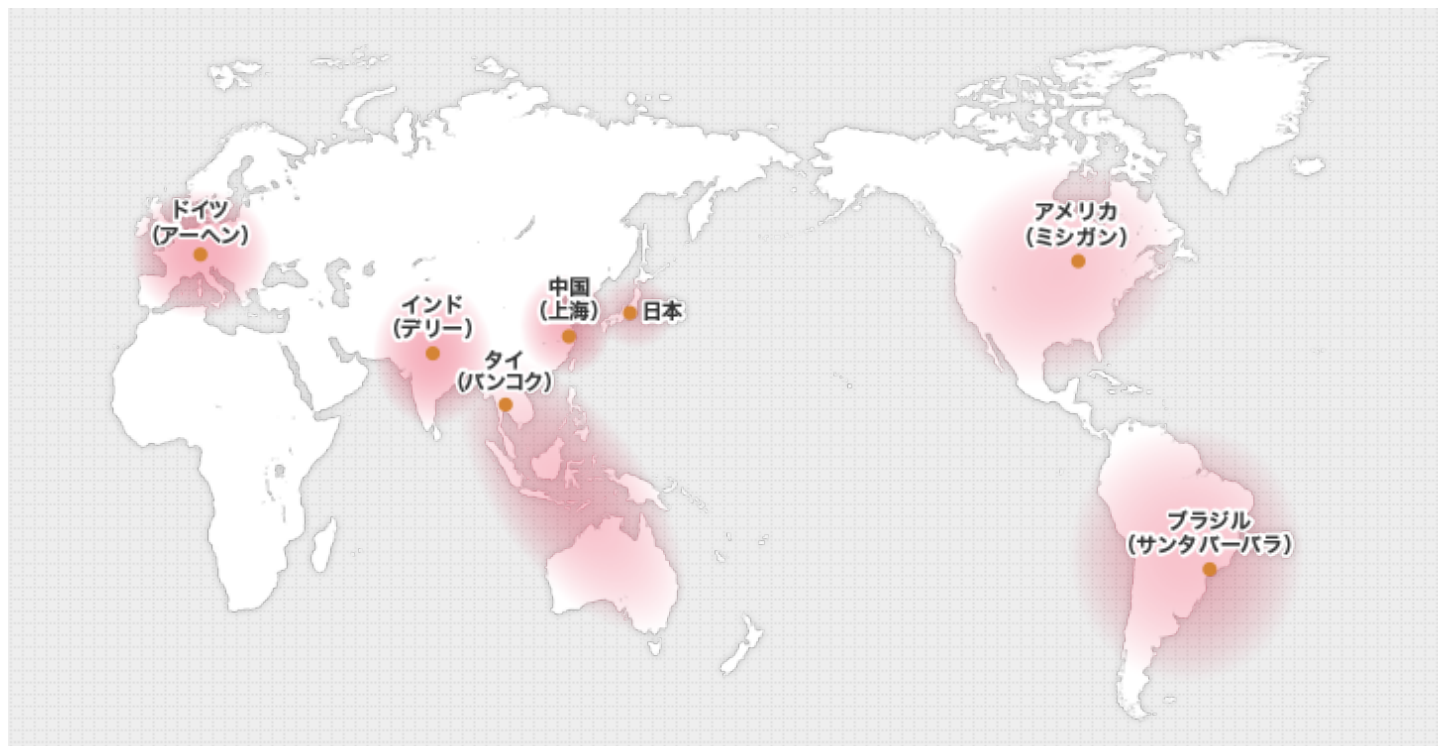 ドイツ
(アーヘン)
インド
(デリー)
中国
(上海)
日本
タイ
(バンコク)
アメリカ
(ミシガン)
ブラジル
(サンタバーバラ)